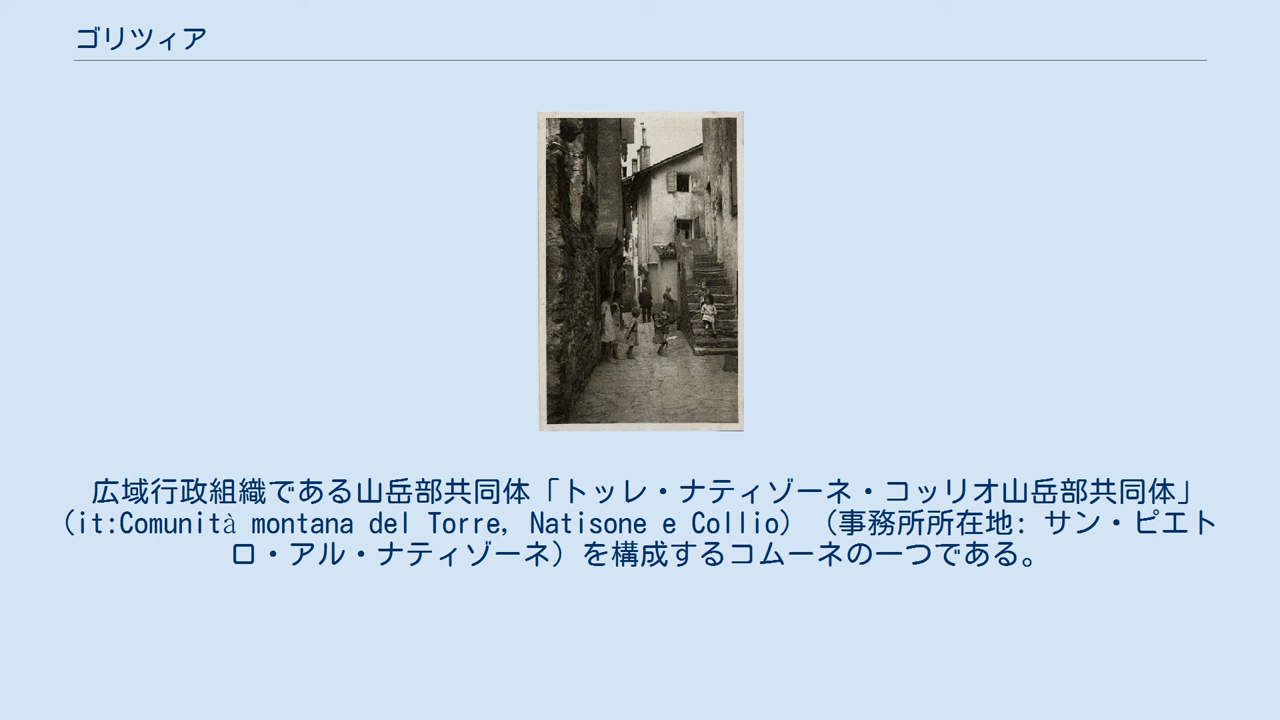 ゴリツィア
広域行政組織である山岳部共同体「トッレ・ナティゾーネ・コッリオ山岳部共同体」
（it:Comunità montana del Torre, Natisone e Collio）（事務所所在地: サン・ピエト
ロ・アル・ナティゾーネ）を構成するコムーネの一つである。